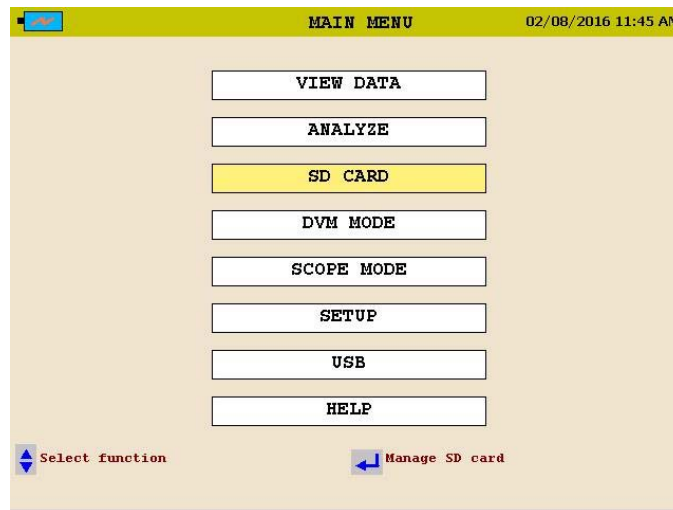 MAIN MENU 02/08/2016 11:45 AM
VIEW DATA
ANALYZE
SD CARD
DVM MODE
SCOPE MODE
SETUP
USB
HELP
Select function Manage SD card